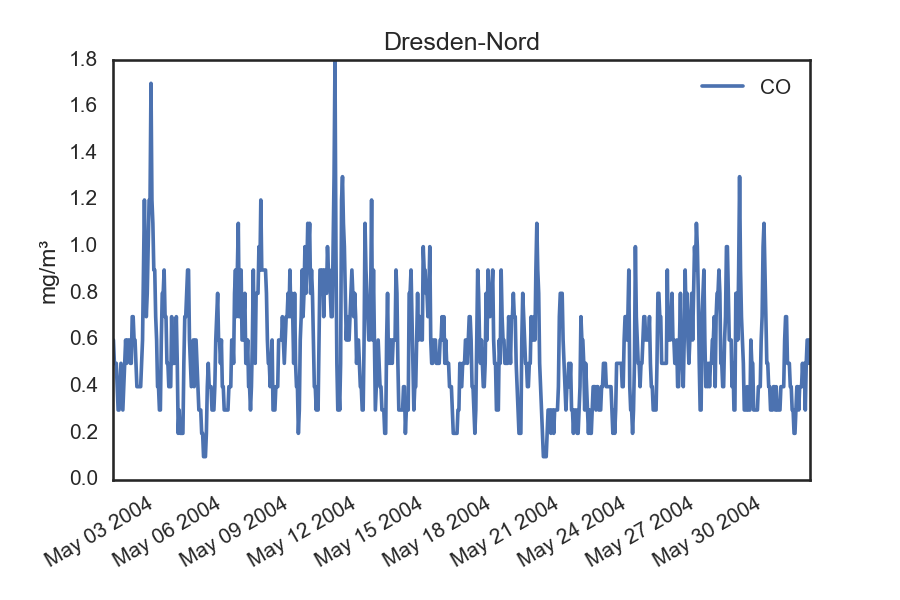 Dresden-Nord
CO
mg/m³
1.8
1.6
1.4
1.2
1.0
0.8
0.6
0.4
0.2
0.0
May 03 2004
May 06 2004
May 09 2004
May 12 2004
May 15 2004
May 18 2004
May 21 2004
May 24 2004
May 27 2004
May 30 2004